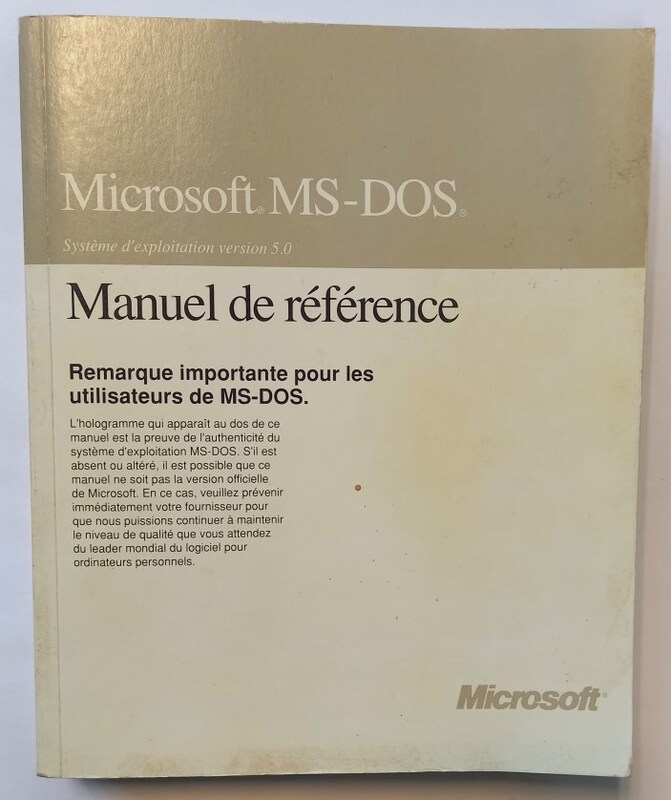 Microsoft® MS-DOS®
Système d'exploitation version 5.0
Manuel de référence
Remarque importante pour les
utilisateurs de MS-DOS.
L'hologramme qui apparaît au dos de ce
manuel est la preuve de l'authenticité du
système d'exploitation MS-DOS. S'il est
absent ou altéré, il est possible que ce
manuel ne soit pas la version officielle
de Microsoft. En ce cas, veuillez prévenir
immédiatement votre fournisseur pour
que nous puissions continuer à maintenir
le niveau de qualité que vous attendez
du leader mondial du logiciel pour
ordinateurs personnels.
Microsoft®